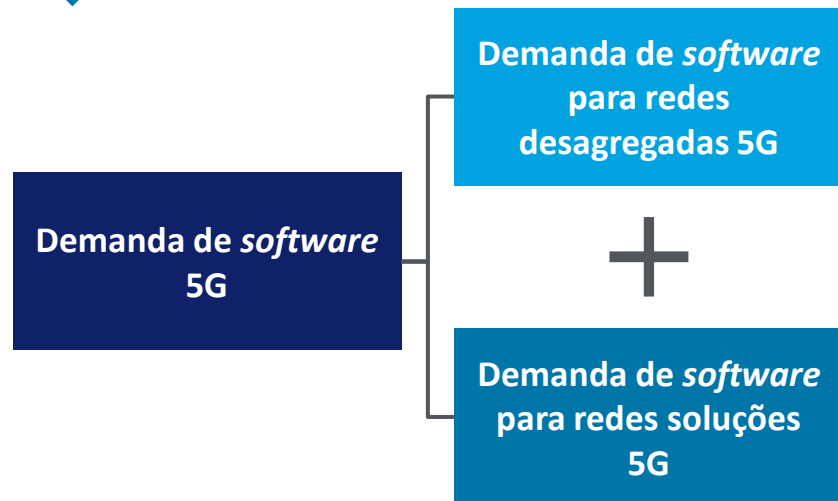 Demanda de software
para redes
desagregadas 5G
Demanda de software
5G
+
Demanda de software
para redes soluções
5G